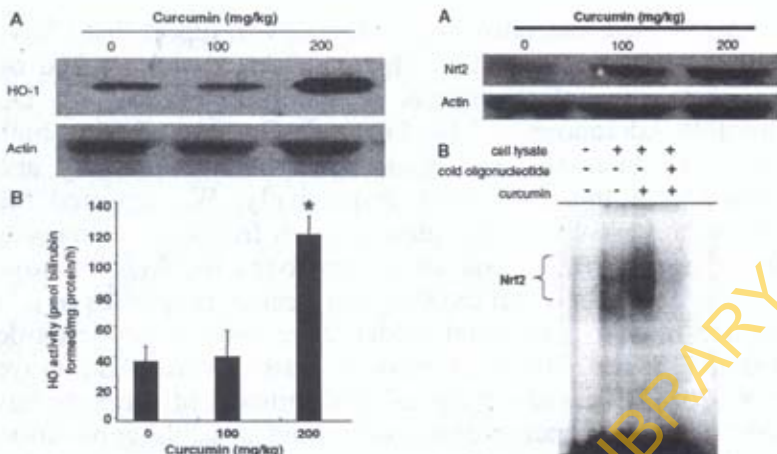 A
Curcumin (mg/kg)
0 100 200
HO-1
Actin
B
HO activity (pmol bilirubin
formed/mg protein/h)
140
120
100
80
60
40
20
0
*
0 100 200
Curcumin (mg/kg)
A
Curcumin (mg/kg)
0 100 200
Nrf2
Actin
B
cell lysate - + + +
cold oligonucleotide - - - +
curcumin - - + +
Nrf2
LIBRARY